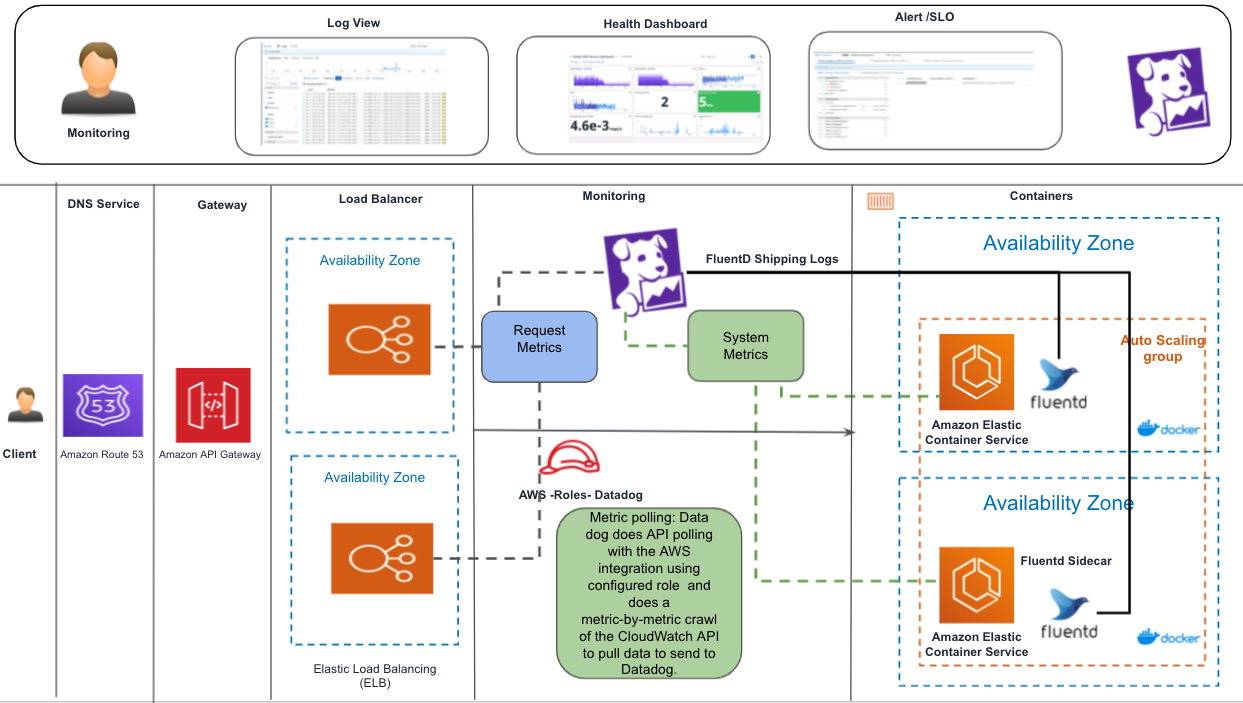 Log View
Health Dashboard
Alert /SLO
2
5
4.6e-3
Monitoring
DNS Service
Gateway
Load Balancer
Monitoring
Containers
Availability Zone
Availability Zone
FluentD Shipping Logs
Request
Metrics
System
Metrics
Auto Scaling
group
fluentd
Amazon Elastic
Container Service
docker
53
</>
Client
Amazon Route 53
Amazon API Gateway
Availability Zone
AWS -Roles- Datadog
Metric polling: Data
dog does API polling
with the AWS
integration using
configured role  and
does a
metric-by-metric crawl
of the CloudWatch API
to pull data to send to
Datadog.
Availability Zone
Fluentd Sidecar
fluentd
Amazon Elastic
Container Service
docker
Elastic Load Balancing
(ELB)